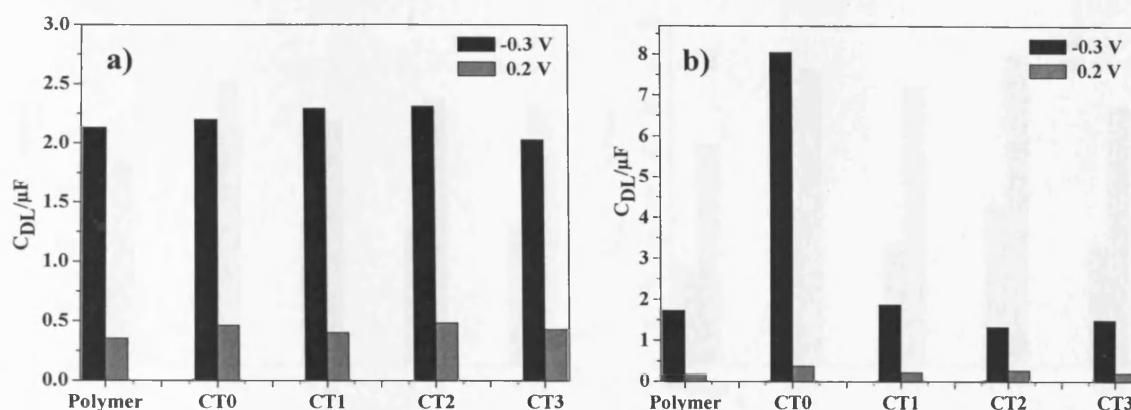 a)
-0.3 V
0.2 V
3.0
2.5
2.0
1.5
1.0
0.5
0.0
C_DL/µF
Polymer CT0 CT1 CT2 CT3
b)
-0.3 V
0.2 V
8
7
6
5
4
3
2
1
0
C_DL/µF
Polymer CT0 CT1 CT2 CT3